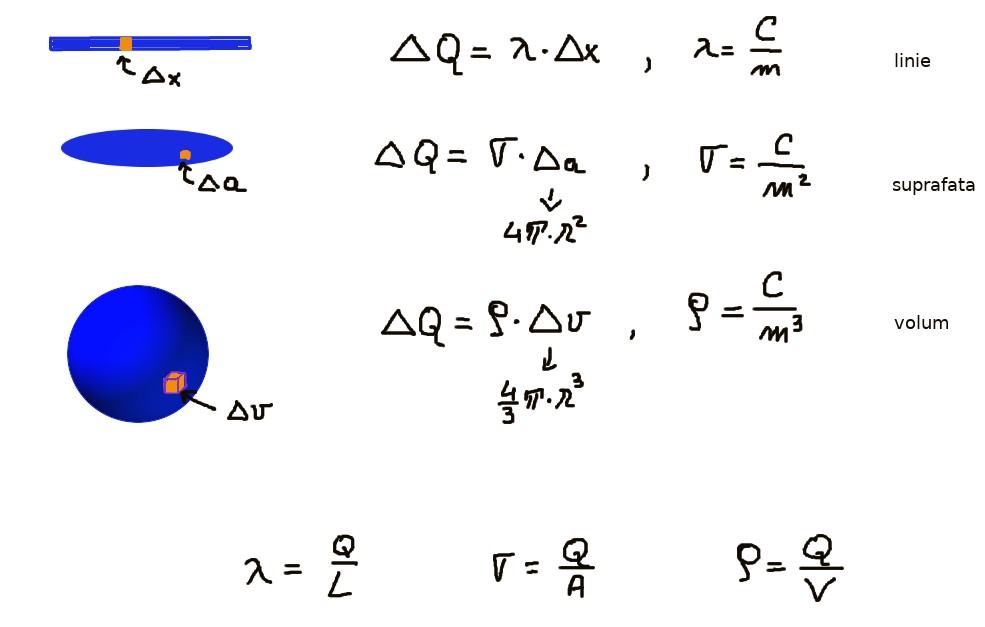 ΔQ = λ·Δx , λ = C/m linie
Δx
ΔQ = σ·Δa , σ = C/m² suprafata
Δa
↓
4π·r²
ΔQ = ρ·Δv , ρ = C/m³ volum
↓
4/3 π·r³
Δv
λ = Q/L σ = Q/A ρ = Q/V